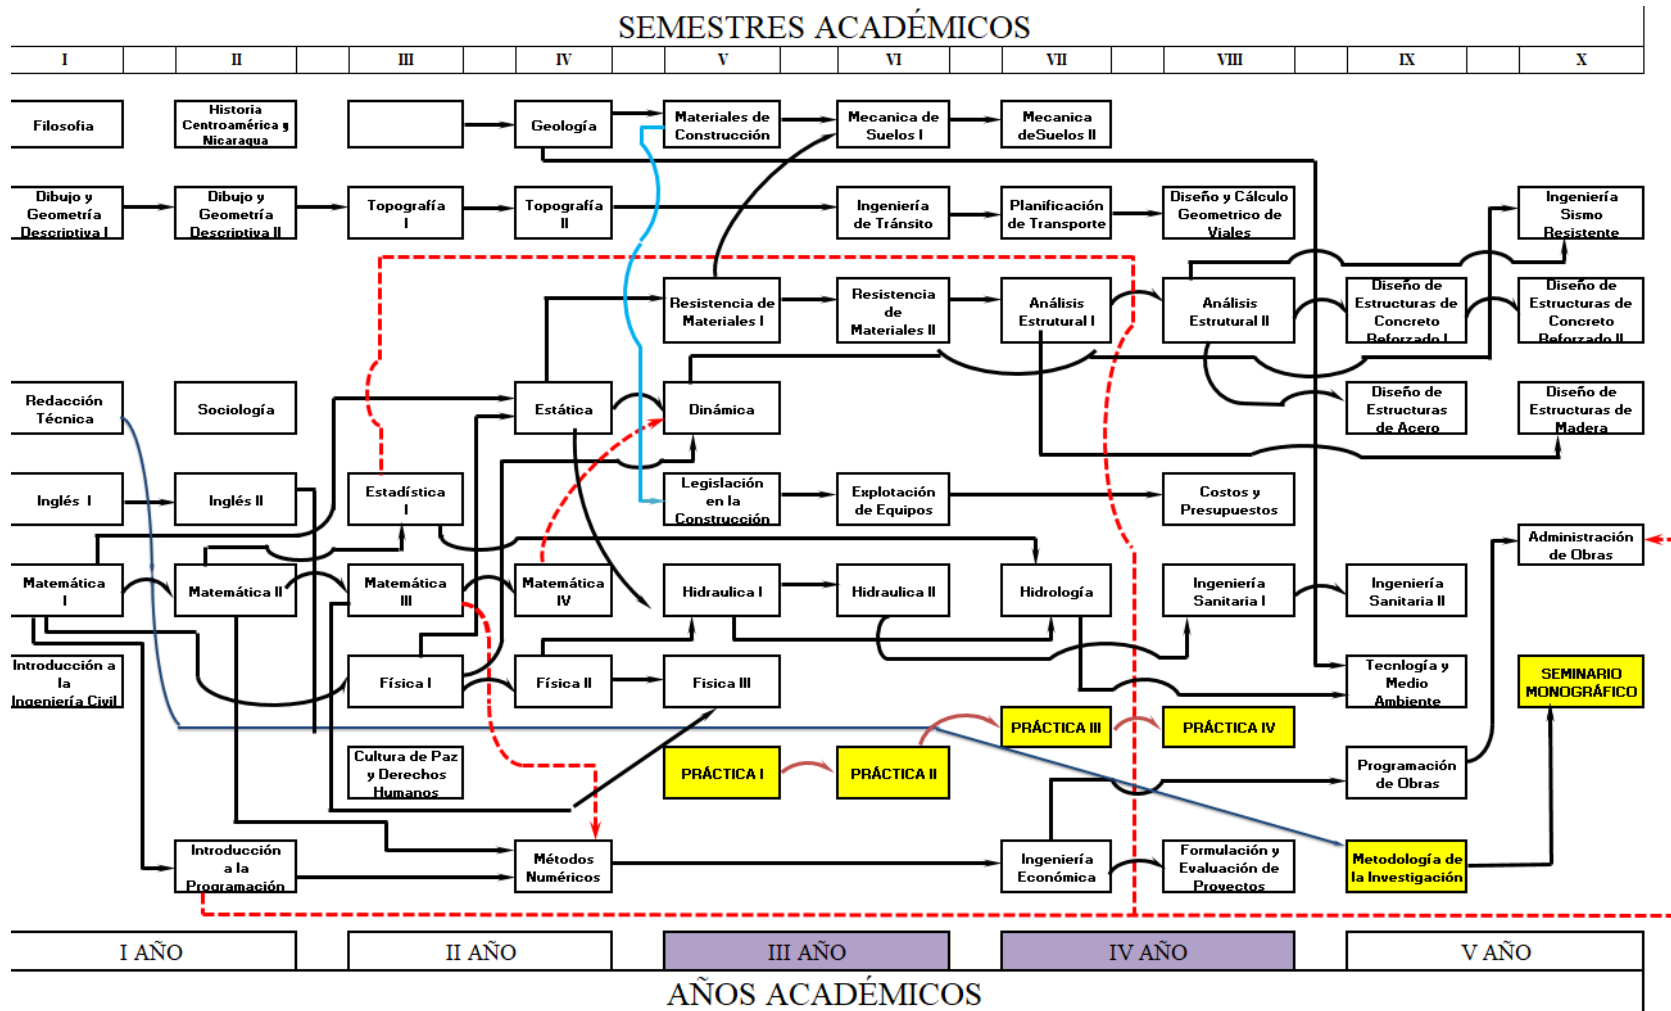 SEMESTRES ACADÉMICOS
I II III IV V VI VII VIII IX X
Filosofia
Historia
Centroamérica y
Nicaragua
Geología
Materiales de
Construcción
Mecanica de
Suelos I
Mecanica
deSuelos II
Dibujo y
Geometría
Descriptiva I
Dibujo y
Geometría
Descriptiva II
Topografía
I
Topografía
II
Ingeniería
de Tránsito
Planificación
de Transporte
Diseño y Cálculo
Geometrico de
Viales
Ingeniería
Sismo
Resistente
Resistencia de
Materiales I
Resistencia
de
Materiales II
Análisis
Estrutural I
Análisis
Estrutural II
Diseño de
Estructuras de
Concreto
Reforzado I
Diseño de
Estructuras de
Concreto
Reforzado II
Redacción
Técnica
Sociología
Estática
Dinámica
Diseño de
Estructuras
de Acero
Diseño de
Estructuras de
Madera
Inglés I
Inglés II
Estadística
I
Legislación
en la
Construcción
Explotación
de Equipos
Costos y
Presupuestos
Administración
de Obras
Matemática
I
Matemática II
Matemática
III
Matemática
IV
Hidraulica I
Hidraulica II
Hidrología
Ingeniería
Sanitaria I
Ingeniería
Sanitaria II
Introducción a
la
Ingeniería Civil
Física I
Física II
Fisica III
Tecnlogía y
Medio
Ambiente
SEMINARIO
MONOGRÁFICO
PRÁCTICA III
PRÁCTICA IV
Cultura de Paz
y Derechos
Humanos
PRÁCTICA I
PRÁCTICA II
Programación
de Obras
Introducción
a la
Programación
Métodos
Numéricos
Ingeniería
Económica
Formulación y
Evaluación de
Proyectos
Metodología de
la Investigación
I AÑO II AÑO III AÑO IV AÑO V AÑO
AÑOS ACADÉMICOS